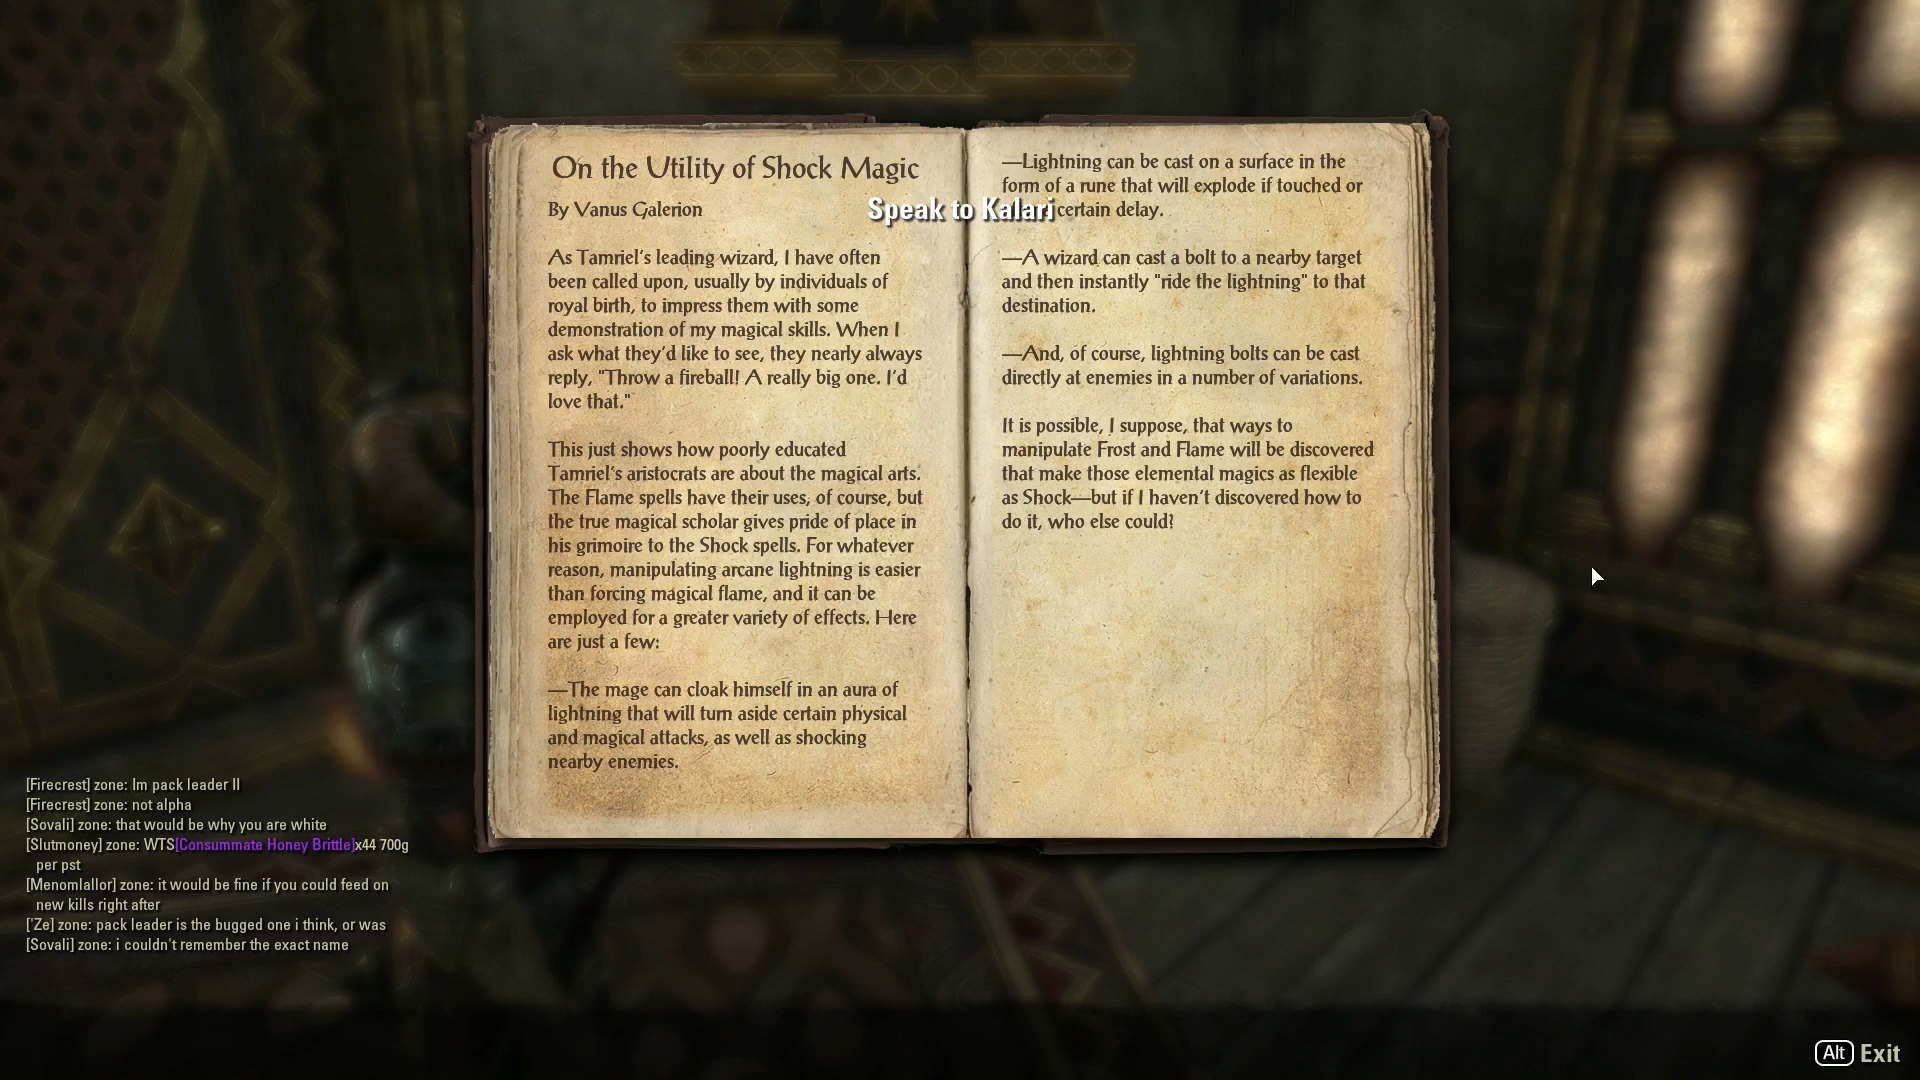 On the Utility of Shock Magic
By Vanus Galerion
As Tamriel's leading wizard, I have often
been called upon, usually by individuals of
royal birth, to impress them with some
demonstration of my magical skills. When I
ask what they'd like to see, they nearly always
reply, "Throw a fireball! A really big one. I'd
love that."
This just shows how poorly educated
Tamriel's aristocrats are about the magical arts.
The Flame spells have their uses, of course, but
the true magical scholar gives pride of place in
his grimoire to the Shock spells. For whatever
reason, manipulating arcane lightning is easier
than forcing magical flame, and it can be
employed for a greater variety of effects. Here
are just a few:
—The mage can cloak himself in an aura of
lightning that will turn aside certain physical
and magical attacks, as well as shocking
nearby enemies.
—Lightning can be cast on a surface in the
form of a rune that will explode if touched or
certain delay.
—A wizard can cast a bolt to a nearby target
and then instantly "ride the lightning" to that
destination.
—And, of course, lightning bolts can be cast
directly at enemies in a number of variations.
It is possible, I suppose, that ways to
manipulate Frost and Flame will be discovered
that make those elemental magics as flexible
as Shock—but if I haven't discovered how to
do it, who else could?
Speak to Kalari
[Firecrest] zone: Im pack leader II
[Firecrest] zone: not alpha
[Sovali] zone: that would be why you are white
[Slutmoney] zone: WTS[Consummate Honey Brittle]x44 700g
per pst
[Menomlallor] zone: it would be fine if you could feed on
new kills right after
['Ze] zone: pack leader is the bugged one i think, or was
[Sovali] zone: i couldn't remember the exact name
Alt Exit